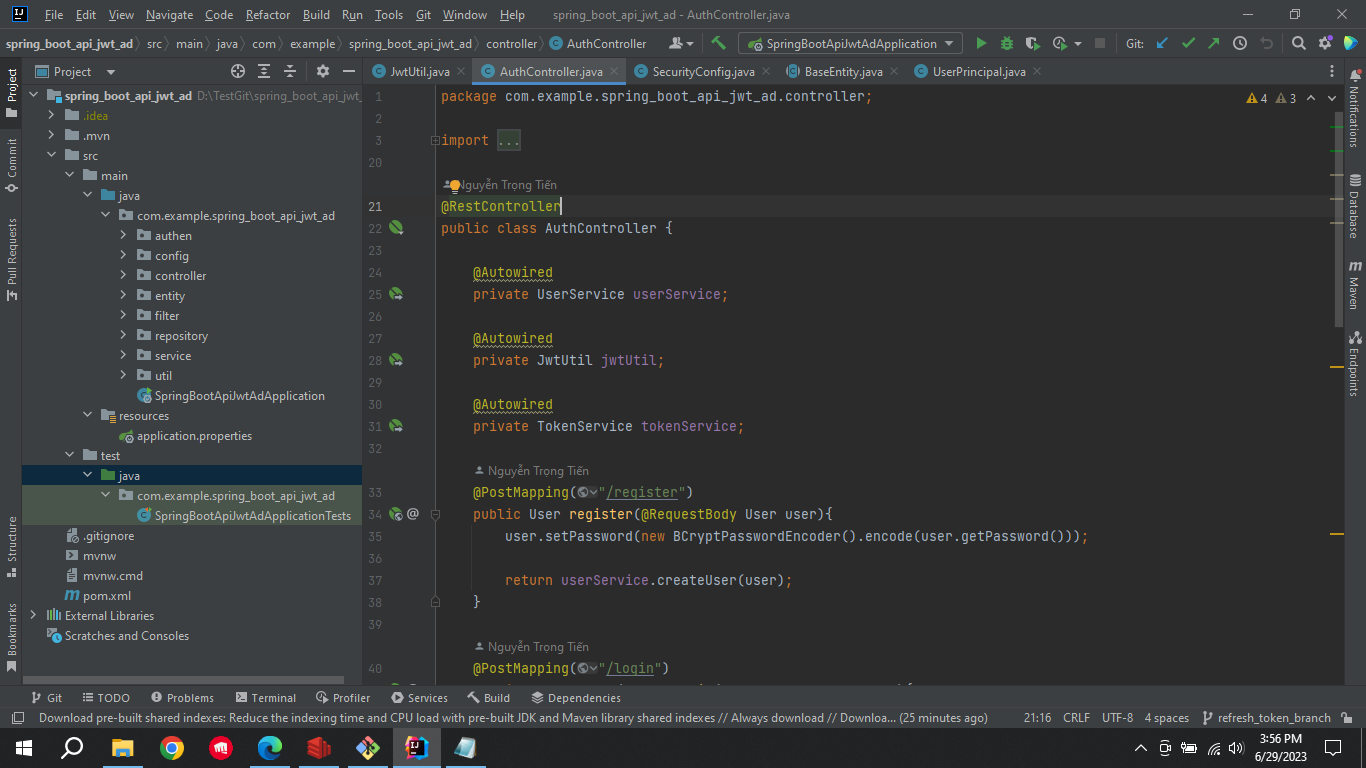 File Edit View Navigate Code Refactor Build Run Tools Git Window Help spring_boot_api_jwt_ad - AuthController.java
spring_boot_api_jwt_ad src main java com example spring_boot_api_jwt_ad controller AuthController SpringBootApiJwtAdApplication Git:
Project
JwtUtil.java AuthController.java SecurityConfig.java BaseEntity.java UserPrincipal.java
spring_boot_api_jwt_ad D:\TestGit\spring_boot_api_jwt_
.idea
.mvn
src
main
java
com.example.spring_boot_api_jwt_ad
authen
config
controller
entity
filter
repository
service
util
SpringBootApiJwtAdApplication
resources
application.properties
test
java
com.example.spring_boot_api_jwt_ad
SpringBootApiJwtAdApplicationTests
.gitignore
mvnw
mvnw.cmd
pom.xml
External Libraries
Scratches and Consoles
Project
Commit
Pull Requests
Structure
Bookmarks
4 3
1 package com.example.spring_boot_api_jwt_ad.controller;
2
3 import ...
20
Nguyễn Trọng Tiến
21 @RestController
22 public class AuthController {
23
24 @Autowired
25 private UserService userService;
26
27 @Autowired
28 private JwtUtil jwtUtil;
29
30 @Autowired
31 private TokenService tokenService;
32
Nguyễn Trọng Tiến
33 @PostMapping("/register")
34 public User register(@RequestBody User user){
35 user.setPassword(new BCryptPasswordEncoder().encode(user.getPassword()));
36
37 return userService.createUser(user);
38 }
39
Nguyễn Trọng Tiến
40 @PostMapping("/login")
Notifications
Database
Maven
Endpoints
Git TODO Problems Terminal Profiler Services Build Dependencies
Download pre-built shared indexes: Reduce the indexing time and CPU load with pre-built JDK and Maven library shared indexes // Always download // Downloa... (25 minutes ago) 21:16 CRLF UTF-8 4 spaces refresh_token_branch
3:56 PM
6/29/2023